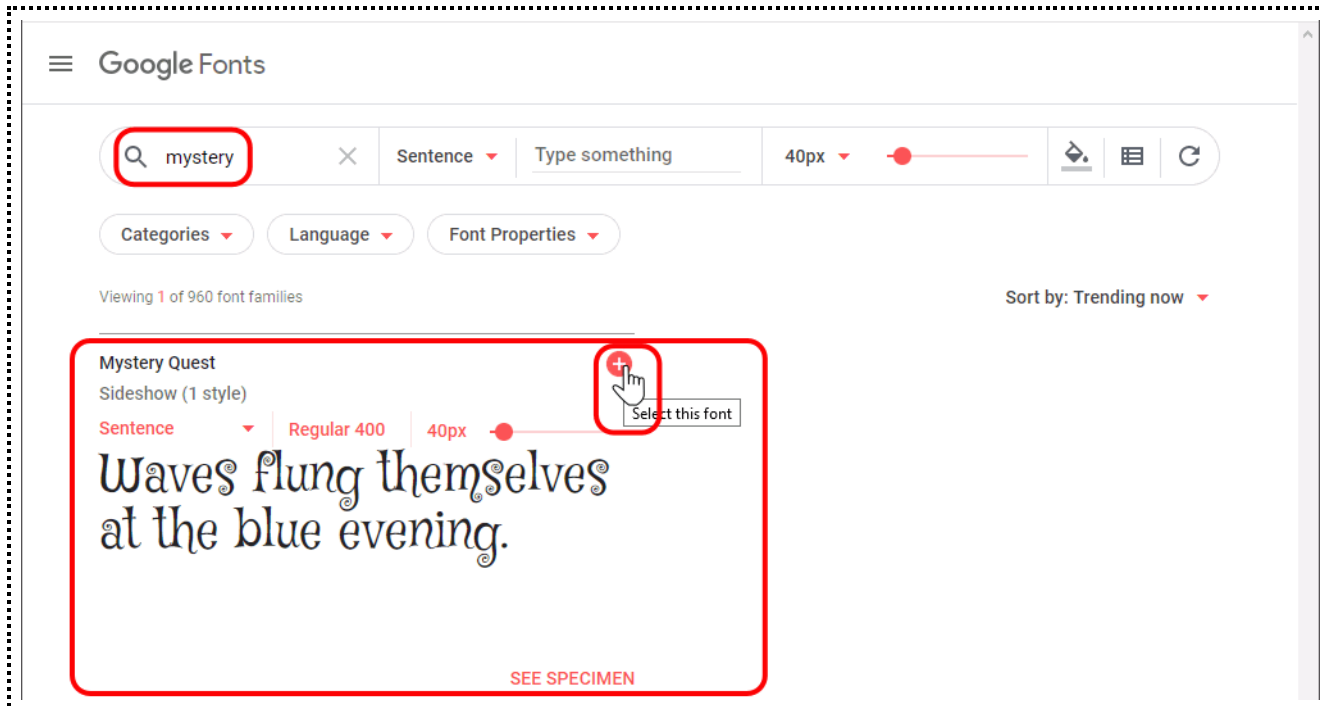 Google Fonts
mystery Sentence Type something 40px
Categories Language Font Properties
Viewing 1 of 960 font families Sort by: Trending now
Mystery Quest
Sideshow (1 style)
Select this font
Sentence Regular 400 40px
Waves flung themselves
at the blue evening.
SEE SPECIMEN